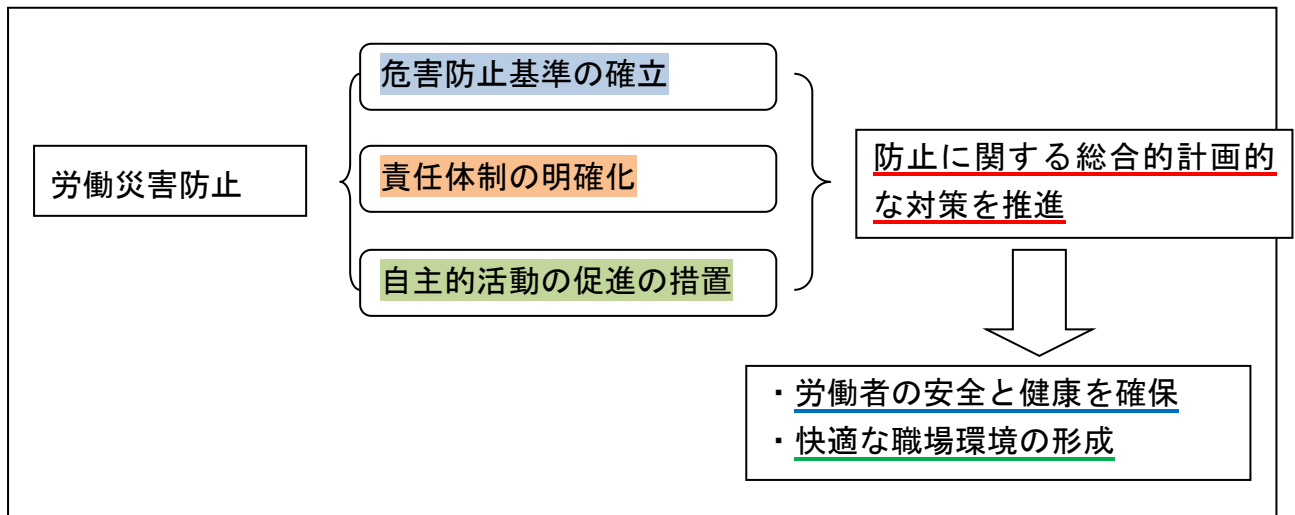 労働災害防止
危害防止基準の確立
責任体制の明確化
自主的活動の促進の措置
防止に関する総合的計画的
な対策を推進
・労働者の安全と健康を確保
・快適な職場環境の形成